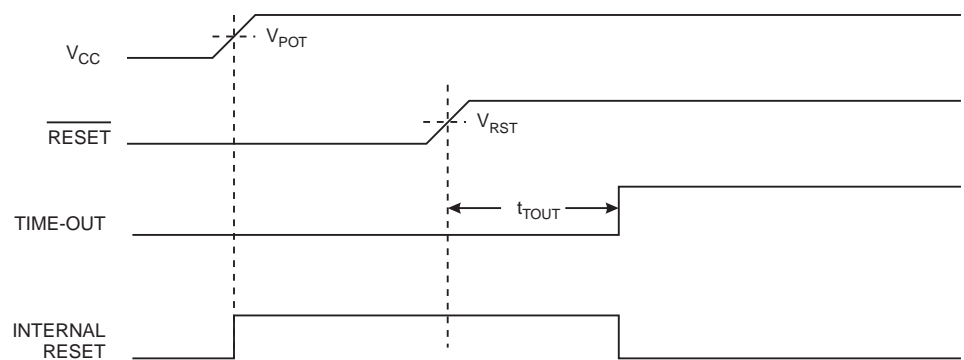 V_POT
V_CC
V_RST
RESET
t_TOUT
TIME-OUT
INTERNAL
RESET